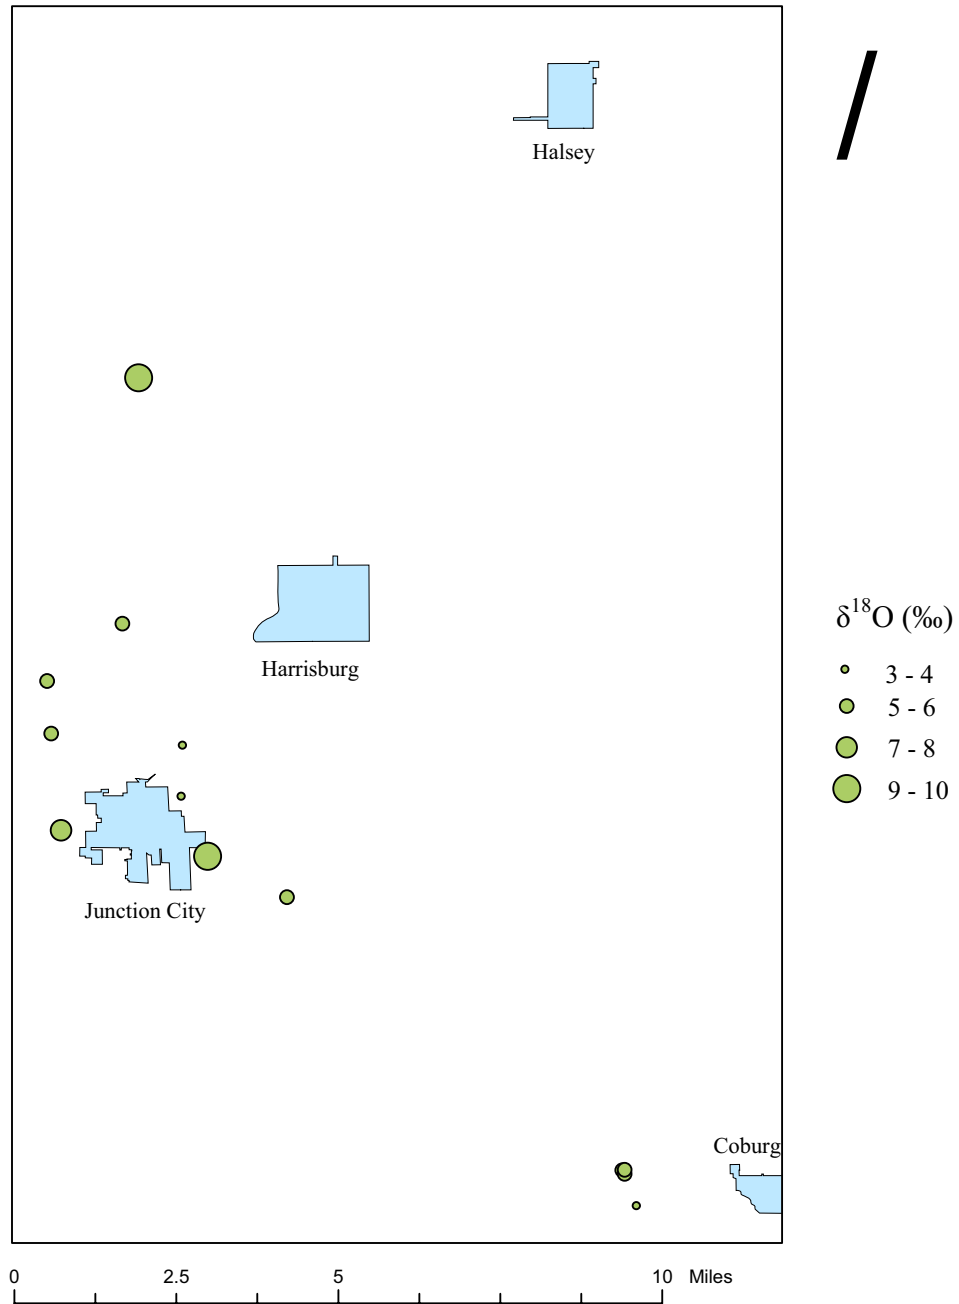 Halsey
Harrisburg
δ¹⁸O (‰)
3 - 4
5 - 6
7 - 8
9 - 10
Junction City
Coburg
0 2.5 5 10 Miles